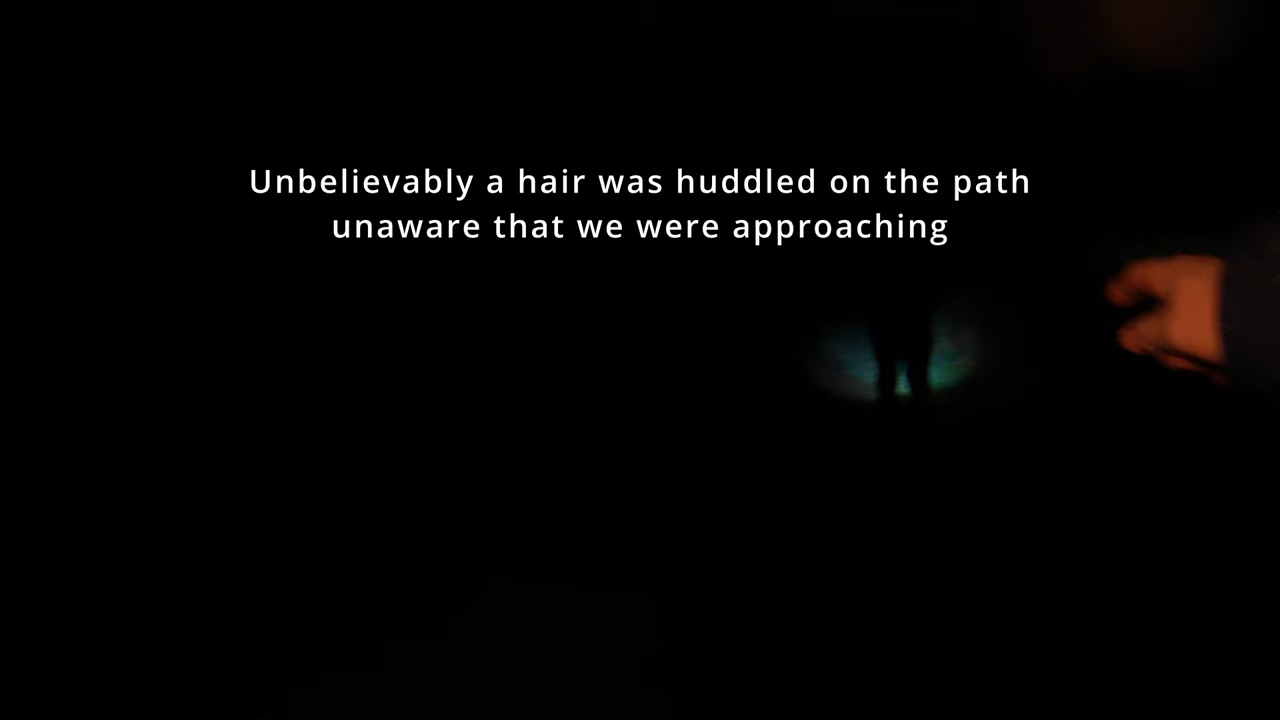 Unbelievably a hair was huddled on the path
unaware that we were approaching